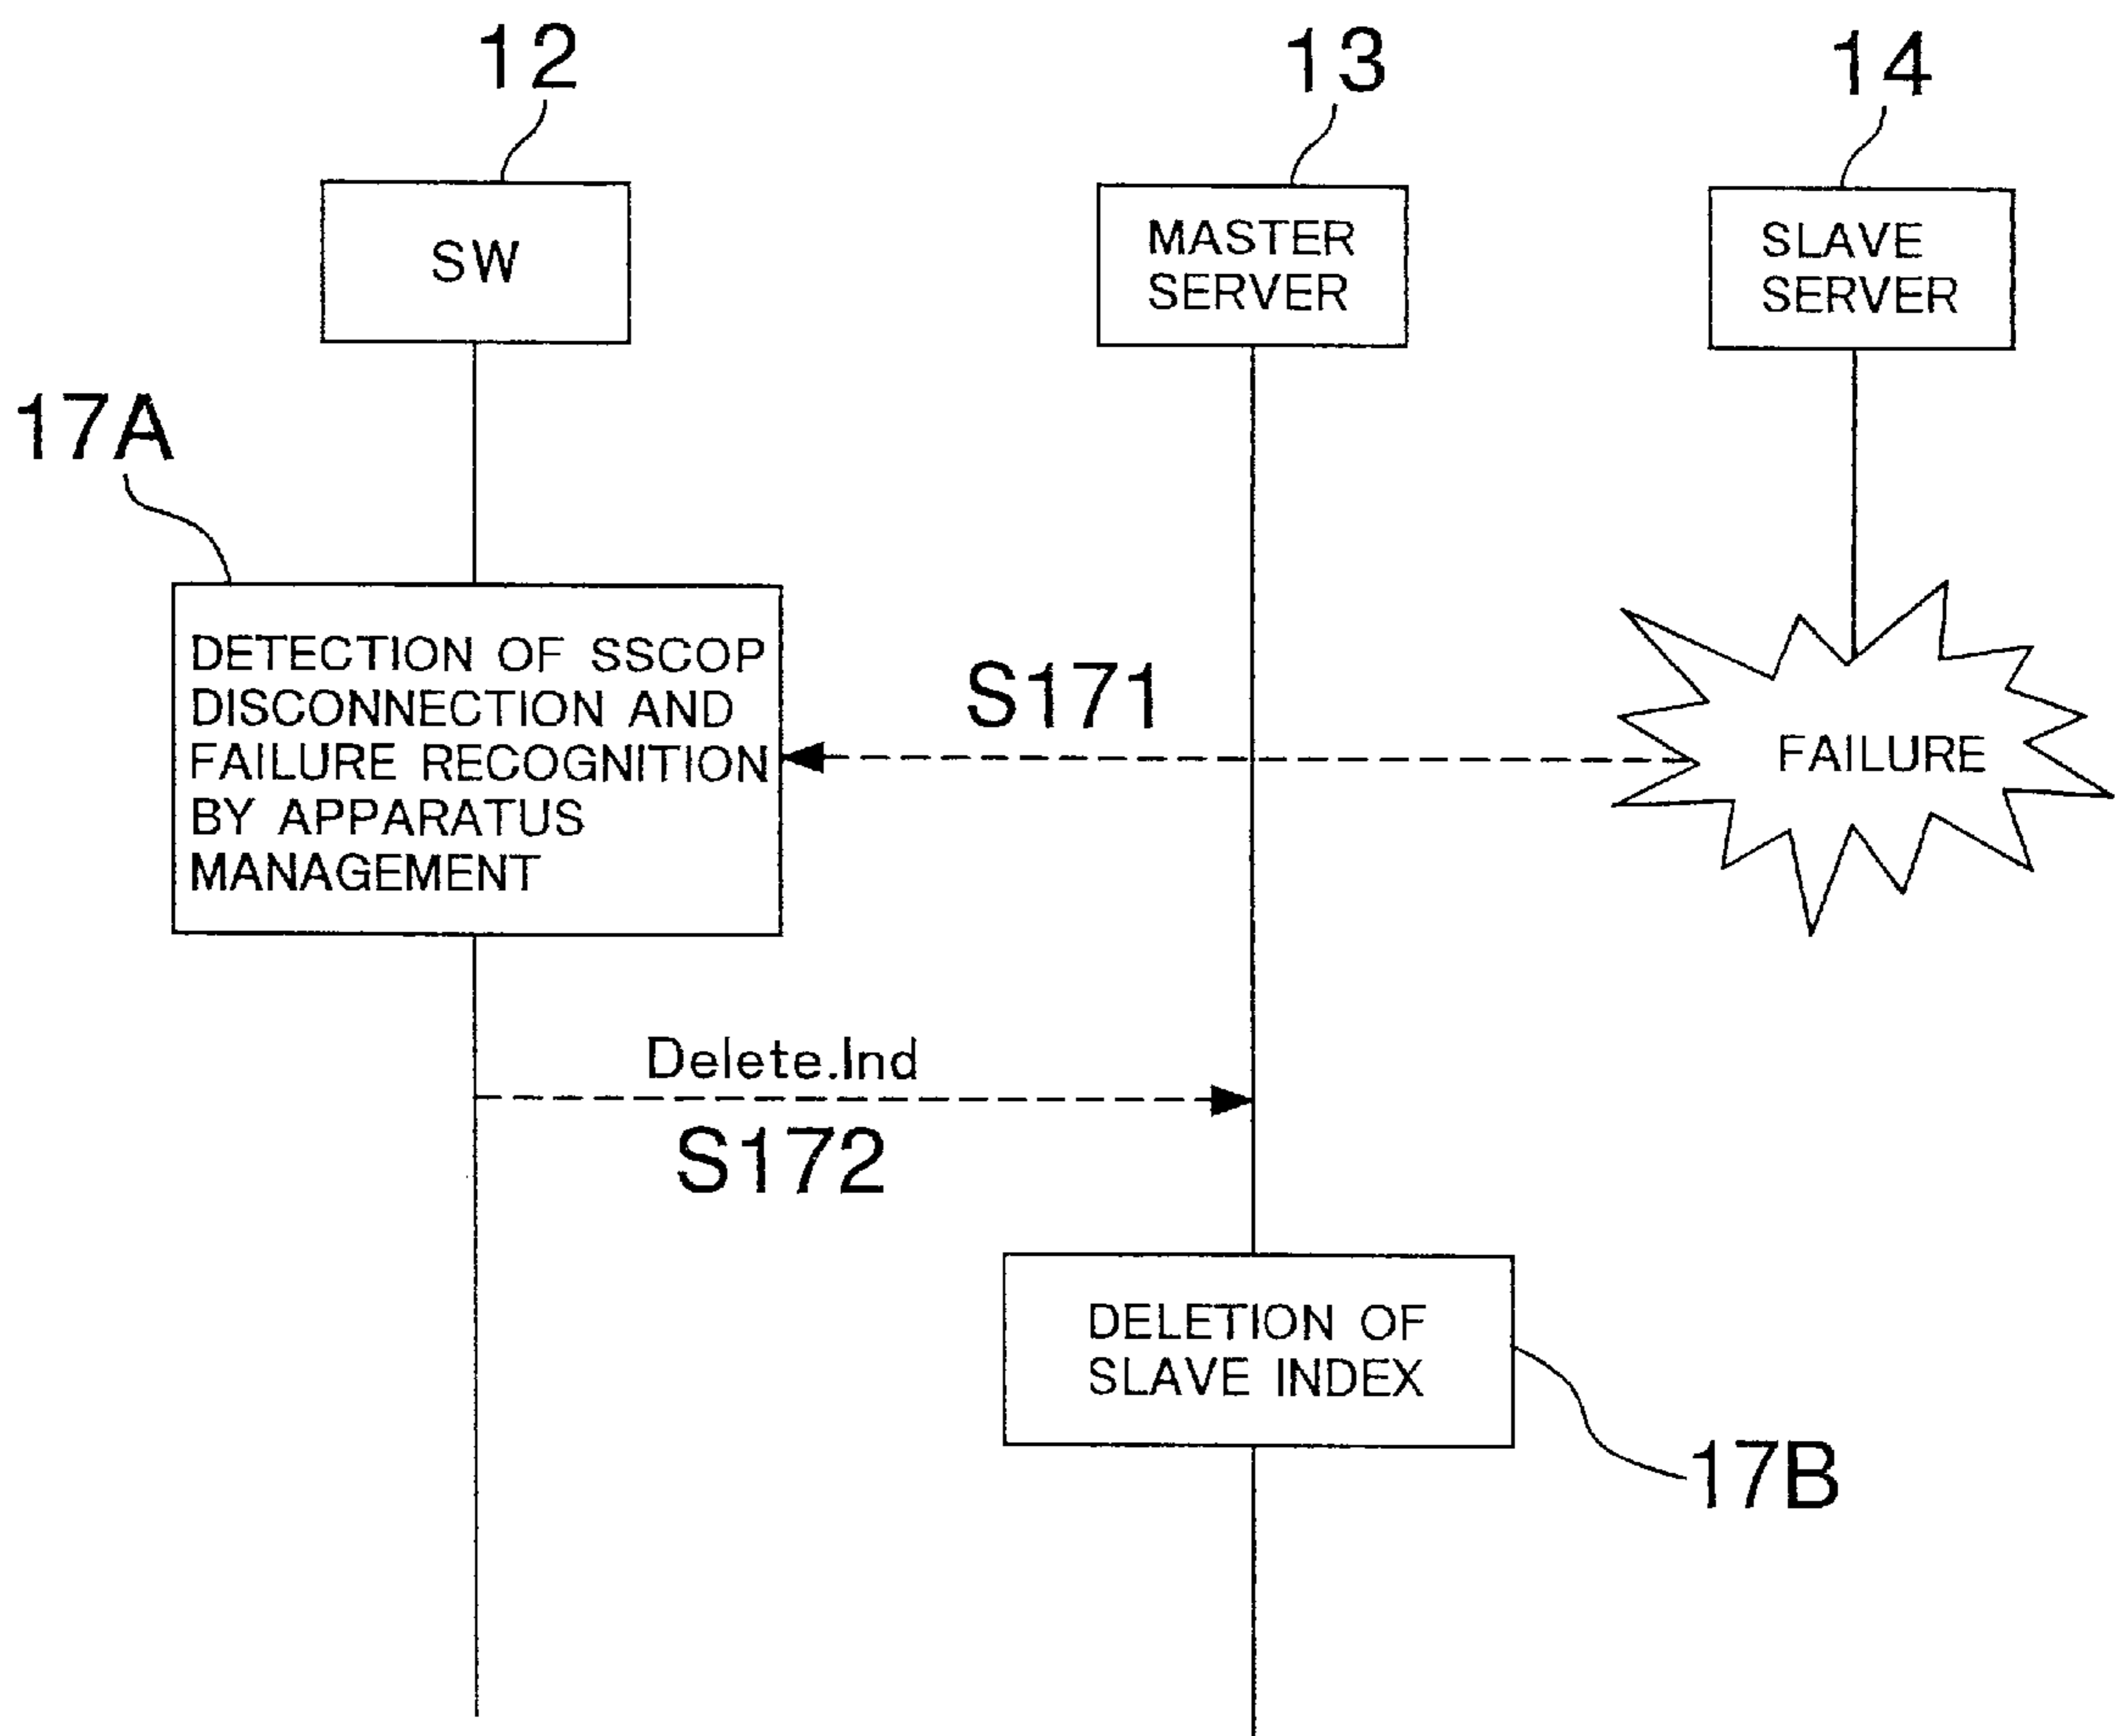 12
13
14
SW
MASTER
SERVER
SLAVE
SERVER
17A
DETECTION OF SSCOP
DISCONNECTION AND
FAILURE RECOGNITION
BY APPARATUS
MANAGEMENT
S171
FAILURE
Delete.Ind
S172
DELETION OF
SLAVE INDEX
17B